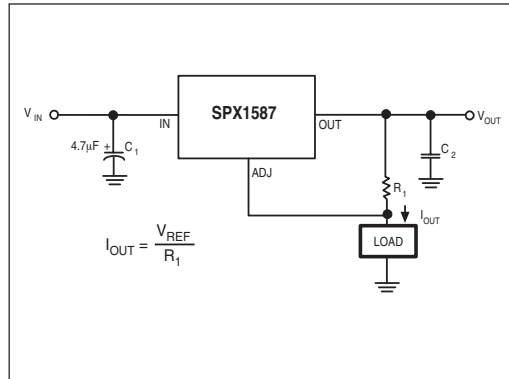 SPX1587
V_IN
IN
OUT
V_OUT
4.7μF + C_1
ADJ
C_2
R_1
I_OUT
I_OUT = V_REF / R_1
LOAD